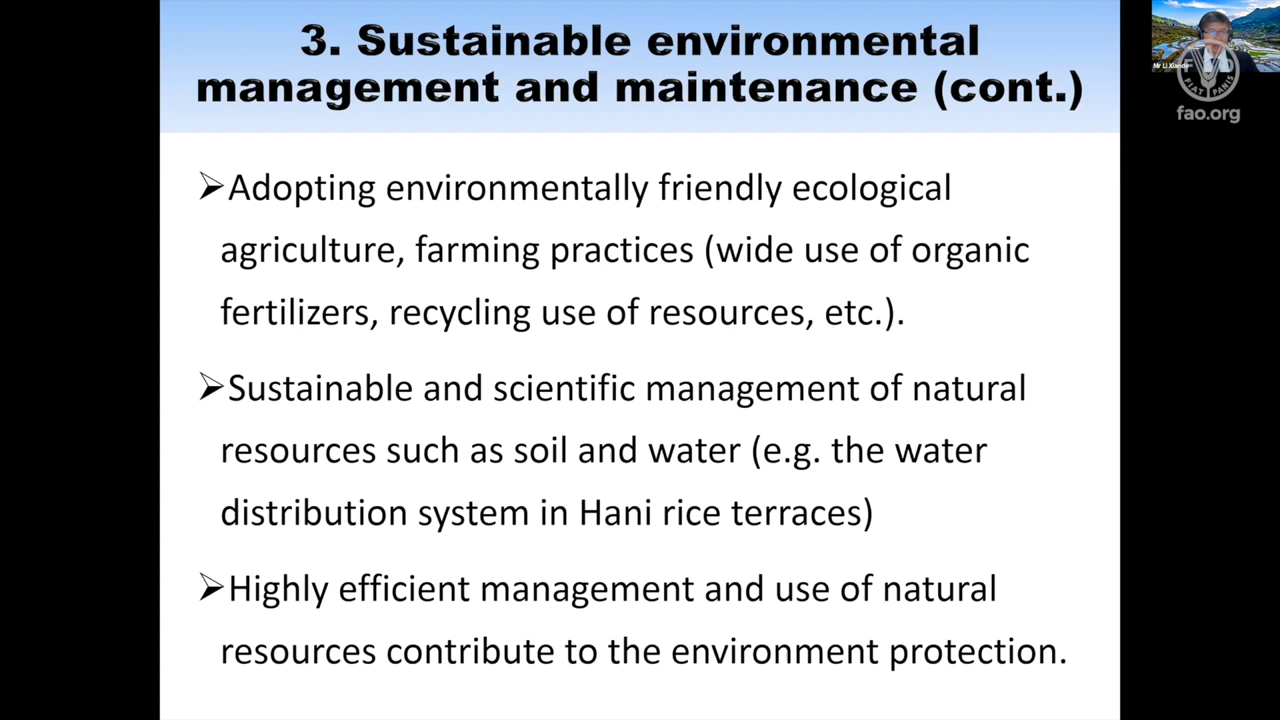 3. Sustainable environmental
management and maintenance (cont.)
➢Adopting environmentally friendly ecological
agriculture, farming practices (wide use of organic
fertilizers, recycling use of resources, etc.).
➢Sustainable and scientific management of natural
resources such as soil and water (e.g. the water
distribution system in Hani rice terraces)
➢Highly efficient management and use of natural
resources contribute to the environment protection.
Mr Li Xiande
FIAT PANIS
fao.org